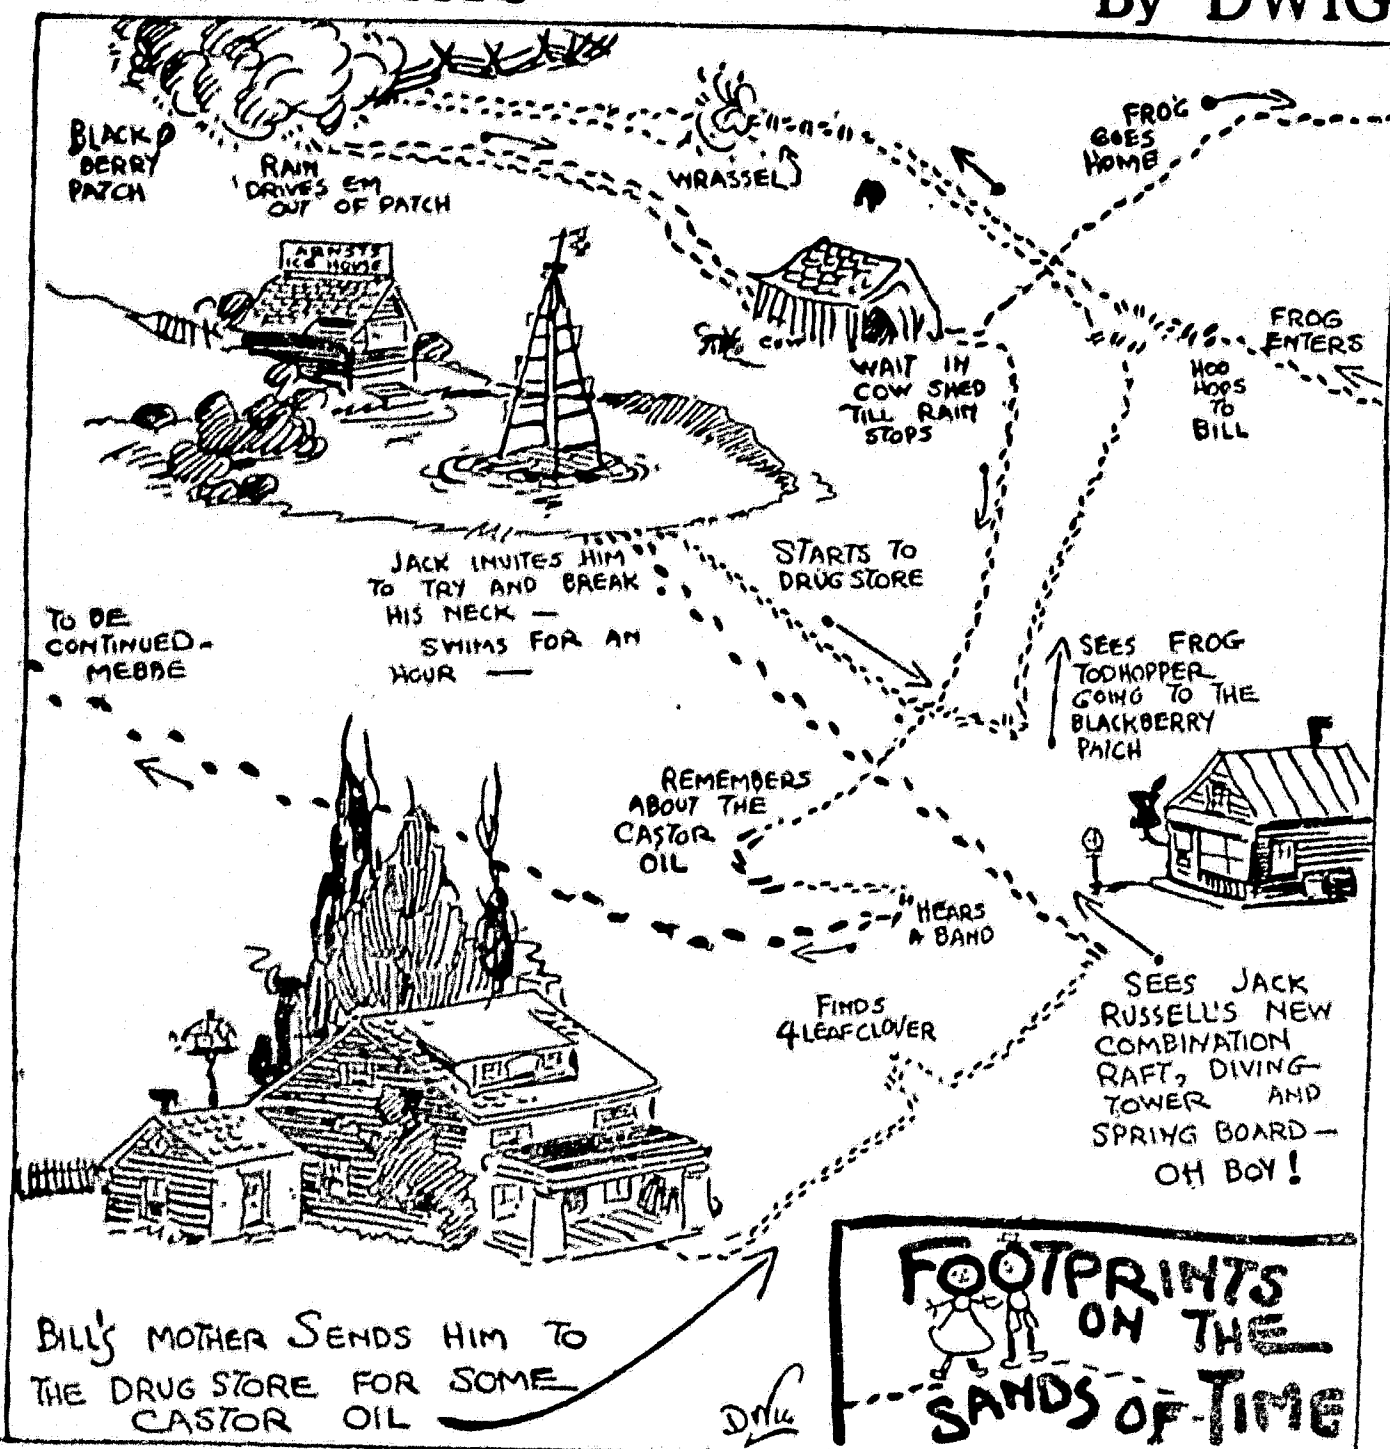 By DWIG
BLACK
BERRY
PATCH
RAIN
DRIVES EM
OUT OF PATCH
WRASSEL
FROG
GOES
HOME
ARNSTS
ICE HOUSE
COW
WAIT IN
COW SHED
TILL RAIN
STOPS
FROG
ENTERS
HOO
HOPS
TO
BILL
JACK INVITES HIM
TO TRY AND BREAK
HIS NECK —
SWIMS FOR AN
HOUR —
STARTS TO
DRUG STORE
TO BE
CONTINUED-
MEBBE
SEES FROG
TODHOPPER
GOING TO THE
BLACKBERRY
PATCH
REMEMBERS
ABOUT THE
CASTOR
OIL
HEARS
A BAND
FINDS
4 LEAF CLOVER
SEES JACK
RUSSELL'S NEW
COMBINATION
RAFT, DIVING-
TOWER AND
SPRING BOARD—
OH BOY!
BILL'S MOTHER SENDS HIM TO
THE DRUG STORE FOR SOME
CASTOR OIL
DWIG
FOOTPRINTS
ON THE
SANDS OF TIME